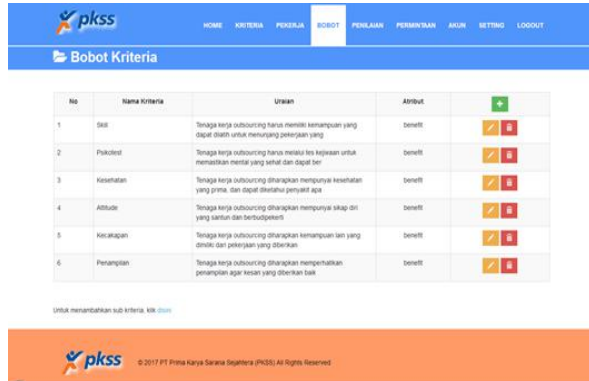 pkss
HOME KRITERIA PEKERJA BOBOT PENILAIAN PERMINTAAN AKUN SETTING LOGOUT
Bobot Kriteria
No Nama Kriteria Uraian Atribut
1 Skill Tenaga kerja outsourcing harus memiliki kemampuan yang
dapat dilatih untuk menunjang pekerjaan yang
benefit
2 Psikotest Tenaga kerja outsourcing harus melalui tes kejiwaan untuk
memastikan mental yang sehat dan dapat ber
benefit
3 Kesehatan Tenaga kerja outsourcing diharapkan mempunyai kesehatan
yang prima, dan dapat diketahui penyakit apa
benefit
4 Attitude Tenaga kerja outsourcing diharapkan mempunyai sikap diri
yang santun dan berbudipekerti
benefit
5 Kecakapan Tenaga kerja outsourcing diharapkan kemampuan lain yang
dimiliki dari pekerjaan yang diberikan
benefit
6 Penampilan Tenaga kerja outsourcing diharapkan memperhatikan
penampilan agar kesan yang diberikan baik
benefit
Untuk menambahkan sub kriteria, klik disini
pkss
© 2017 PT Prima Karya Sarana Sejahtera (PKSS) All Rights Reserved